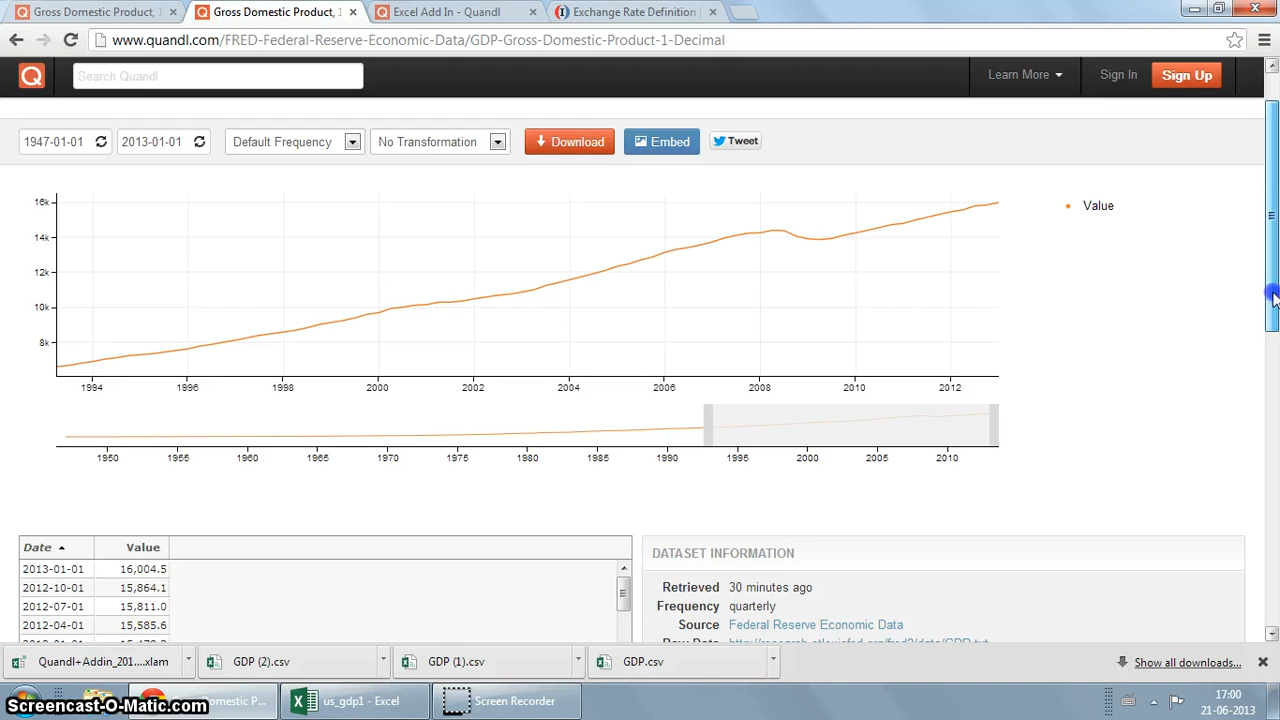 Gross Domestic Product, 1
Gross Domestic Product, 1
Excel Add In - Quandl
Exchange Rate Definition
www.quandl.com/FRED-Federal-Reserve-Economic-Data/GDP-Gross-Domestic-Product-1-Decimal
Search Quandl
Learn More
Sign In
Sign Up
1947-01-01
2013-01-01
Default Frequency
No Transformation
Download
Embed
Tweet
16k
14k
12k
10k
8k
Value
1994 1996 1998 2000 2002 2004 2006 2008 2010 2012
1950 1955 1960 1965 1970 1975 1980 1985 1990 1995 2000 2005 2010
Date Value
2013-01-01 16,004.5
2012-10-01 15,864.1
2012-07-01 15,811.0
2012-04-01 15,585.6
DATASET INFORMATION
Retrieved 30 minutes ago
Frequency quarterly
Source Federal Reserve Economic Data
Raw Data
Quandl+Addin_201....xlam
GDP (2).csv
GDP (1).csv
GDP.csv
Show all downloads...
Domestic P...
us_gdp1 - Excel
Screen Recorder
17:00
21-06-2013
Screencast-O-Matic.com